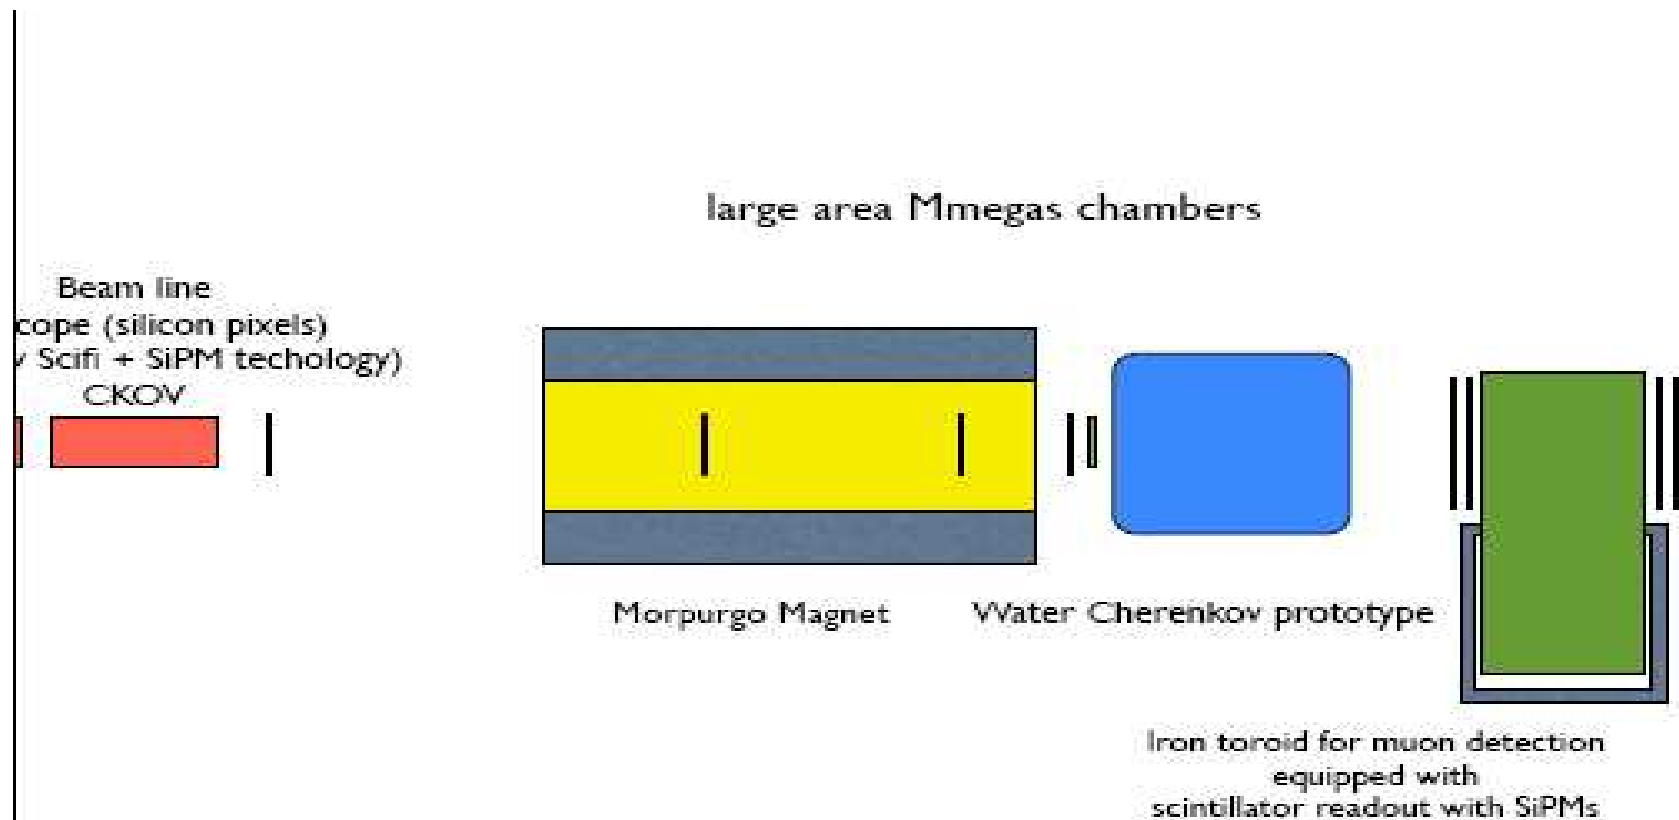 large area Mmegas chambers
Beam line
cope (silicon pixels)
v Scifi + SiPM techology)
CKOV
Morpurgo Magnet
Water Cherenkov prototype
Iron toroid for muon detection
equipped with
scintillator readout with SiPMs